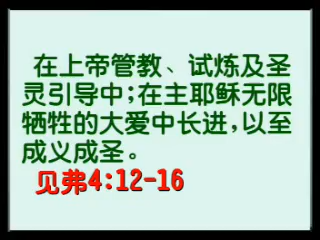 在上帝管教、试炼及圣
灵引导中;在主耶稣无限
牺牲的大爱中长进,以至
成义成圣。
见弗4:12-16